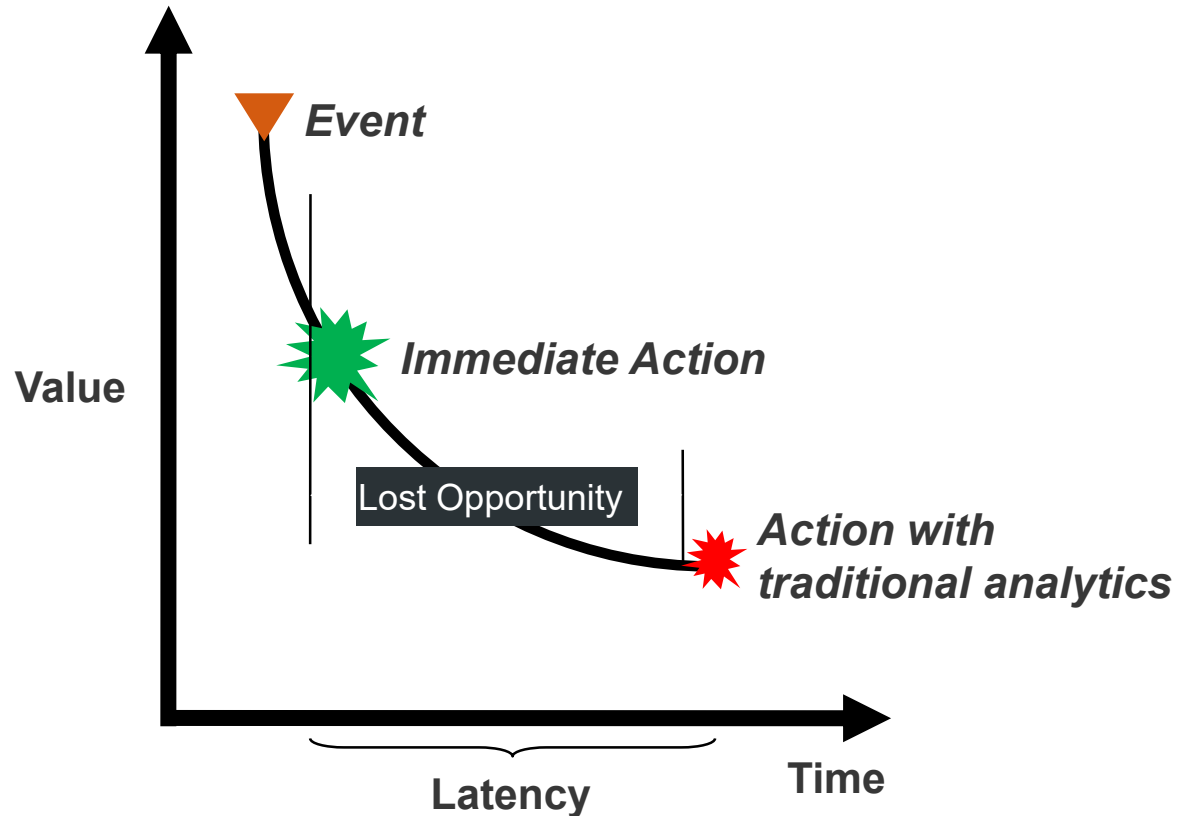 Event
Immediate Action
Value
Lost Opportunity
Action with
traditional analytics
Time
Latency